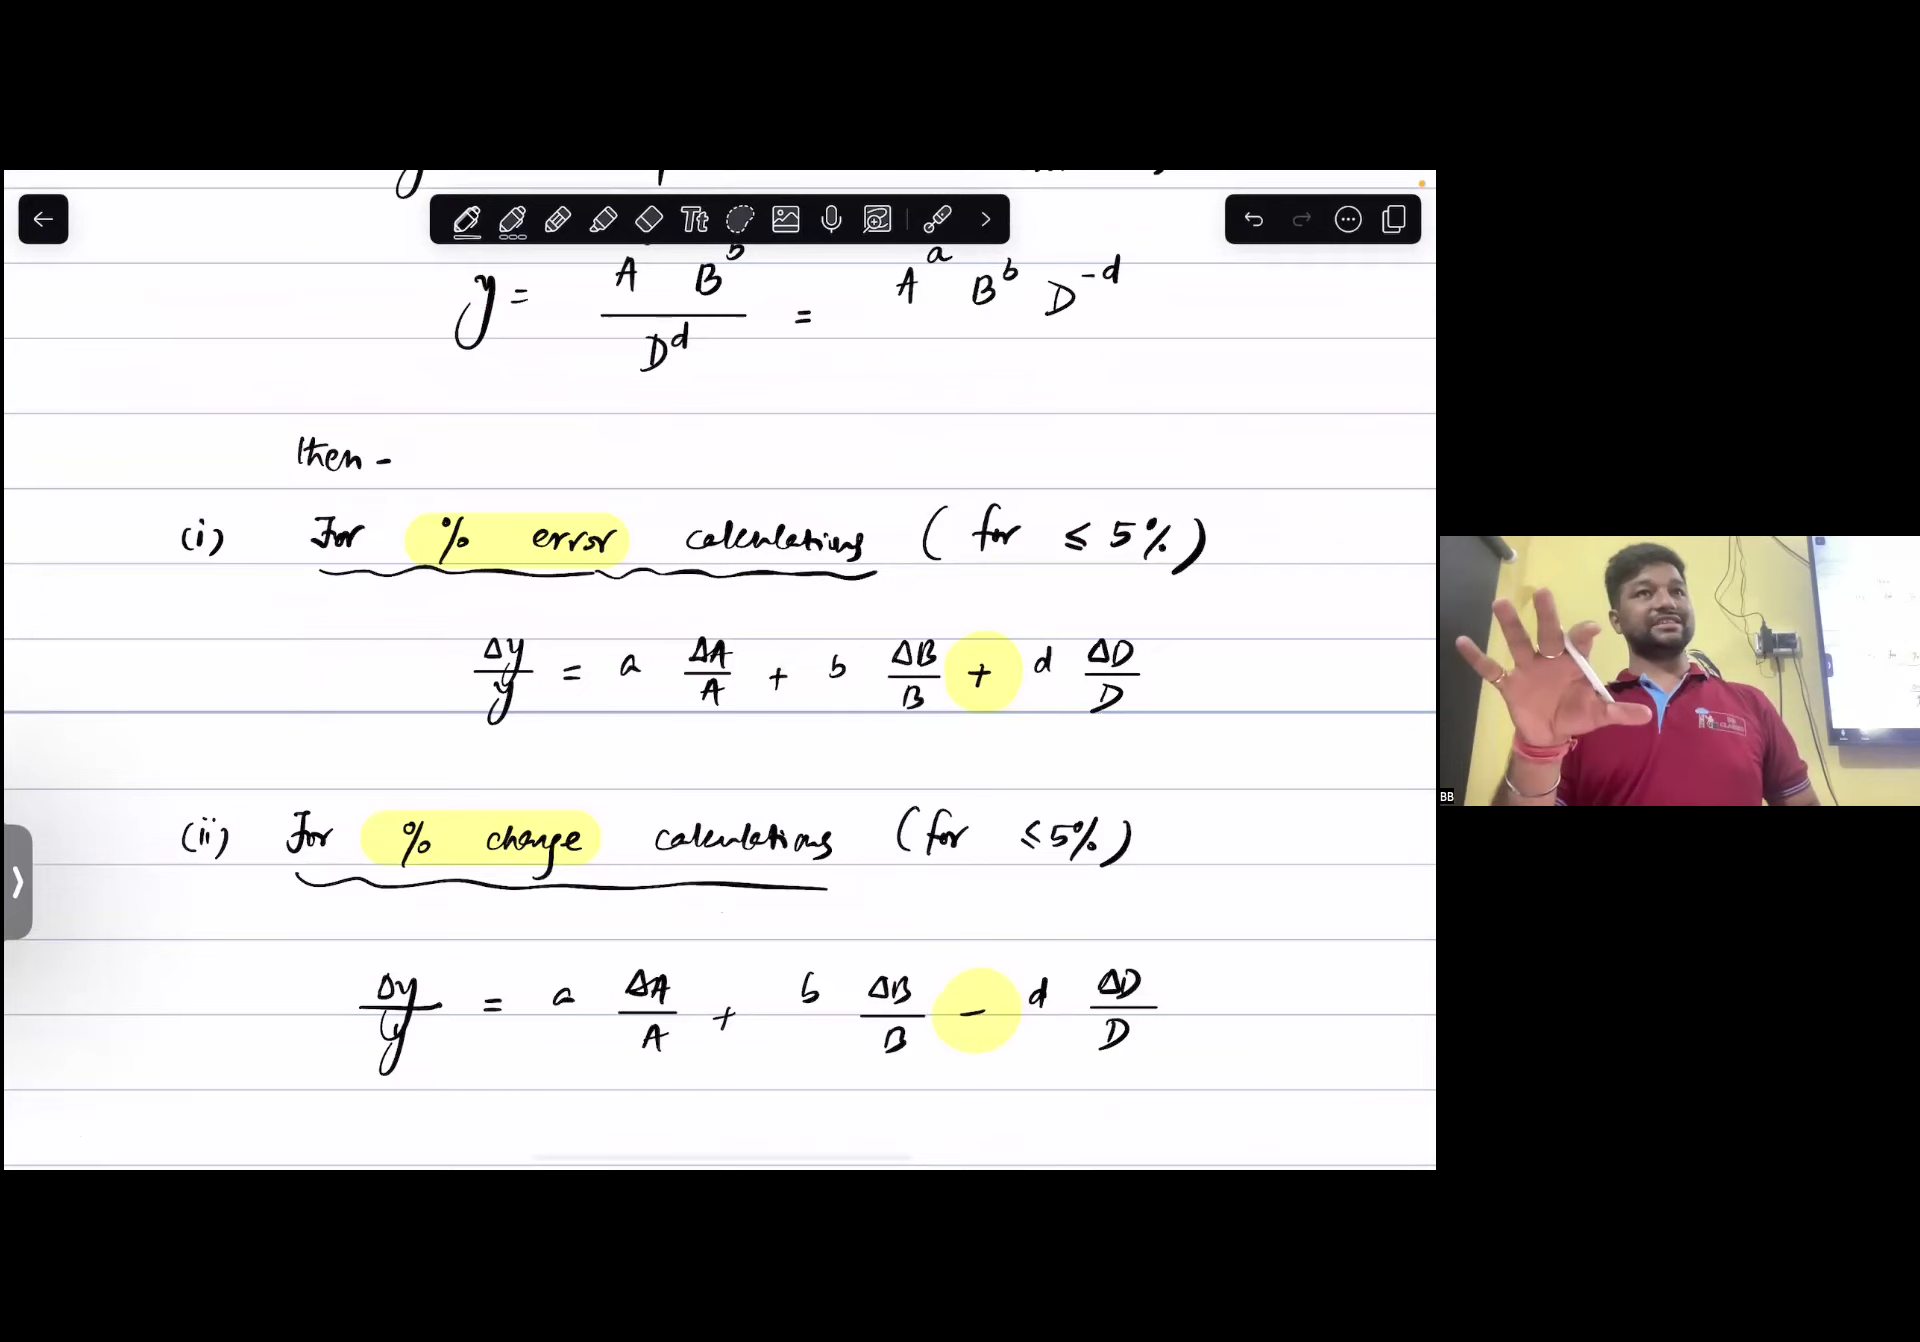 y = A B^b / D^d = A^a B^b D^-d
then -
(i) For % error calculations ( for ≤ 5% )
Δy/y = a ΔA/A + b ΔB/B + d ΔD/D
(ii) For % change calculations (for ≤5%)
Δy/y = a ΔA/A + b ΔB/B - d ΔD/D
Tt
BB